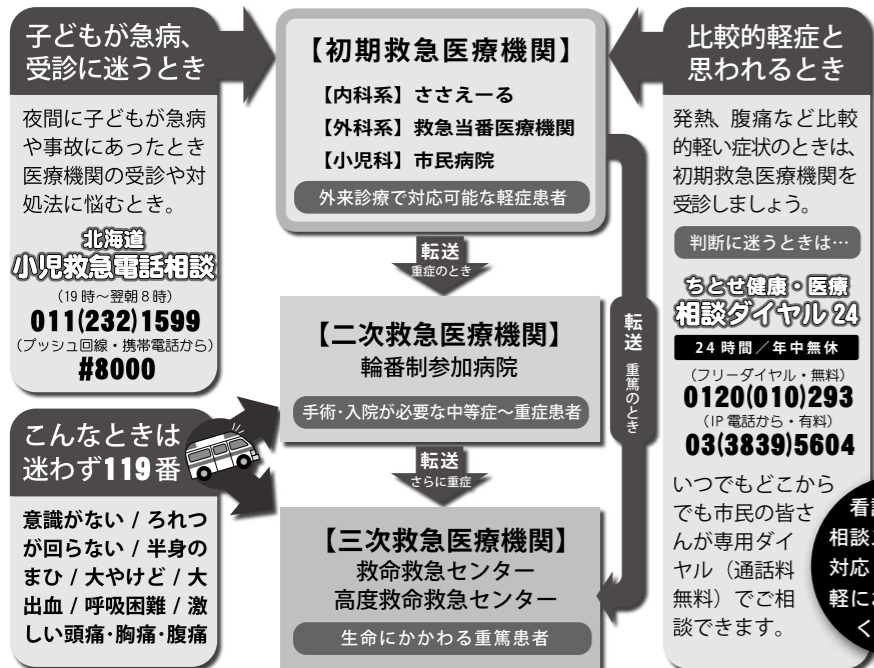 子どもが急病、
受診に迷うとき
夜間に子どもが急病
や事故にあったとき
医療機関の受診や対
処法に悩むとき。
北海道
小児救急電話相談
(19時～翌朝8時)
011(232)1599
(プッシュ回線・携帯電話から)
#8000
こんなときは
迷わず119番
意識がない / ろれつ
が回らない / 半身の
まひ / 大やけど / 大
出血 / 呼吸困難 / 激
しい頭痛・胸痛・腹痛
【初期救急医療機関】
【内科系】ささえーる
【外科系】救急当番医療機関
【小児科】市民病院
外来診療で対応可能な軽症患者
転送
重症のとき
【二次救急医療機関】
輪番制参加病院
手術・入院が必要な中等症～重症患者
転送
さらに重症
【三次救急医療機関】
救命救急センター
高度救命救急センター
生命にかかわる重篤患者
転送 重篤のとき
比較的軽症と
思われるとき
発熱、腹痛など比較
的軽い症状のときは、
初期救急医療機関を
受診しましょう。
判断に迷うときは…
ちとせ健康・医療
相談ダイヤル24
24時間／年中無休
(フリーダイヤル・無料)
0120(010)293
(IP電話から・有料)
03(3839)5604
いつでもどこから
でも市民の皆さ
んが専用ダイ
ヤル（通話料
無料）でご相
談できます。
看
相談
対応
軽に
く